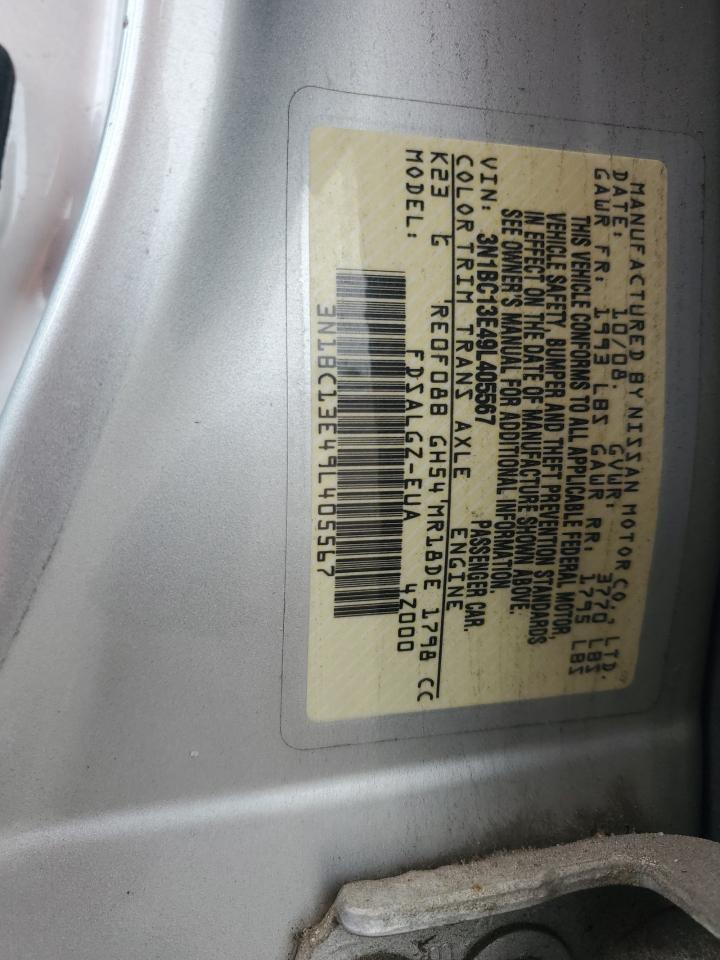 MANUFACTURED BY NISSAN MOTOR CO., LTD.
DATE: 10/08. GVWR: 3770 LBS
GAWR FR: 1993 LBS GAWR RR: 1795 LBS
THIS VEHICLE CONFORMS TO ALL APPLICABLE FEDERAL MOTOR
VEHICLE SAFETY, BUMPER AND THEFT PREVENTION STANDARDS
IN EFFECT ON THE DATE OF MANUFACTURE SHOWN ABOVE.
SEE OWNER'S MANUAL FOR ADDITIONAL INFORMATION.
VIN: 3N1BC13E49L405567 PASSENGER CAR.
COLOR TRIM TRANS AXLE ENGINE
K23 G RE0F08B GH54 MR18DE 1798 CC
MODEL: FDSALGZ-EUA 4Z000
3N1BC13E49L405567